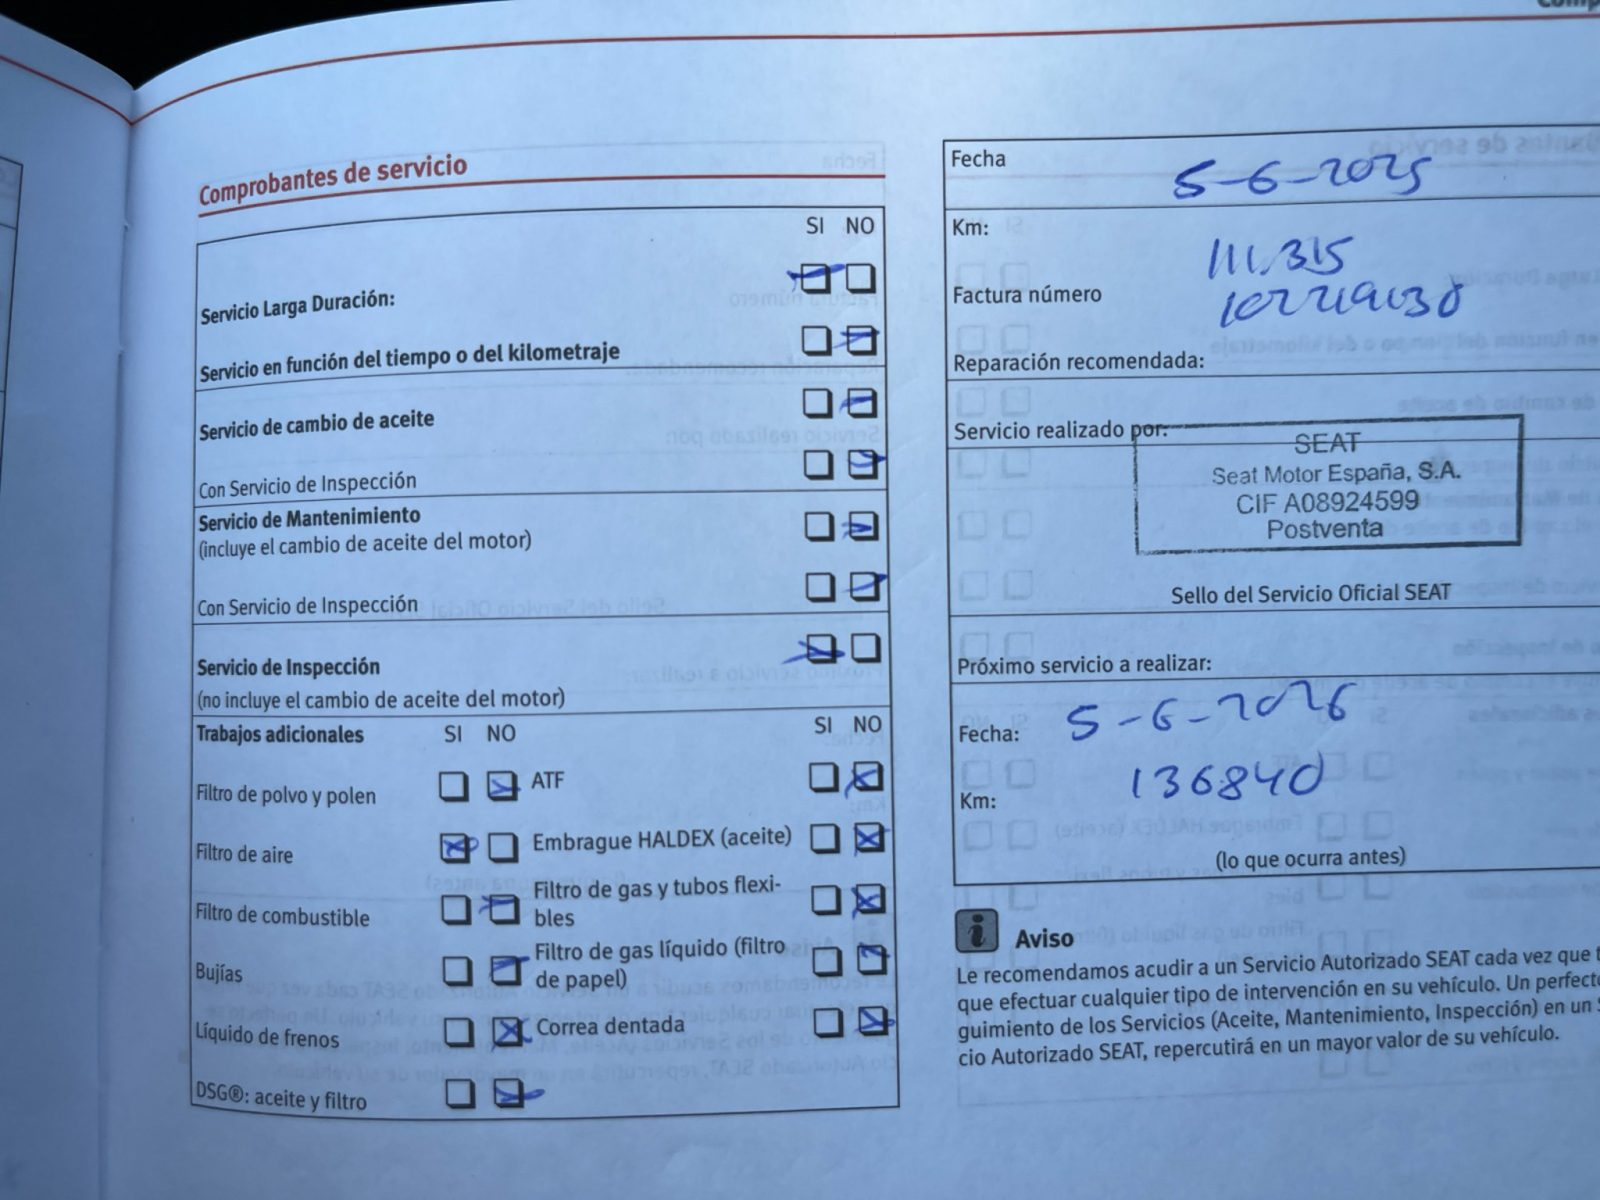 Comprobantes de servicio
SI NO
Servicio Larga Duración:
Servicio en función del tiempo o del kilometraje
Servicio de cambio de aceite
Con Servicio de Inspección
Servicio de Mantenimiento
(incluye el cambio de aceite del motor)
Con Servicio de Inspección
Servicio de Inspección
(no incluye el cambio de aceite del motor)
Trabajos adicionales SI NO SI NO
Filtro de polvo y polen ATF
Filtro de aire Embrague HALDEX (aceite)
Filtro de combustible Filtro de gas y tubos flexi-
bles
Bujías Filtro de gas líquido (filtro
de papel)
Líquido de frenos Correa dentada
DSG®: aceite y filtro
Fecha 5-6-2025
Km: 111.315
Factura número
Reparación recomendada:
Servicio realizado por:
SEAT
Seat Motor España, S.A.
CIF A08924599
Postventa
Sello del Servicio Oficial SEAT
Próximo servicio a realizar:
Fecha: 5-6-2026
Km: 136840
(lo que ocurra antes)
Aviso
Le recomendamos acudir a un Servicio Autorizado SEAT cada vez que
que efectuar cualquier tipo de intervención en su vehículo. Un perfecto
guimiento de los Servicios (Aceite, Mantenimiento, Inspección) en un
cio Autorizado SEAT, repercutirá en un mayor valor de su vehículo.